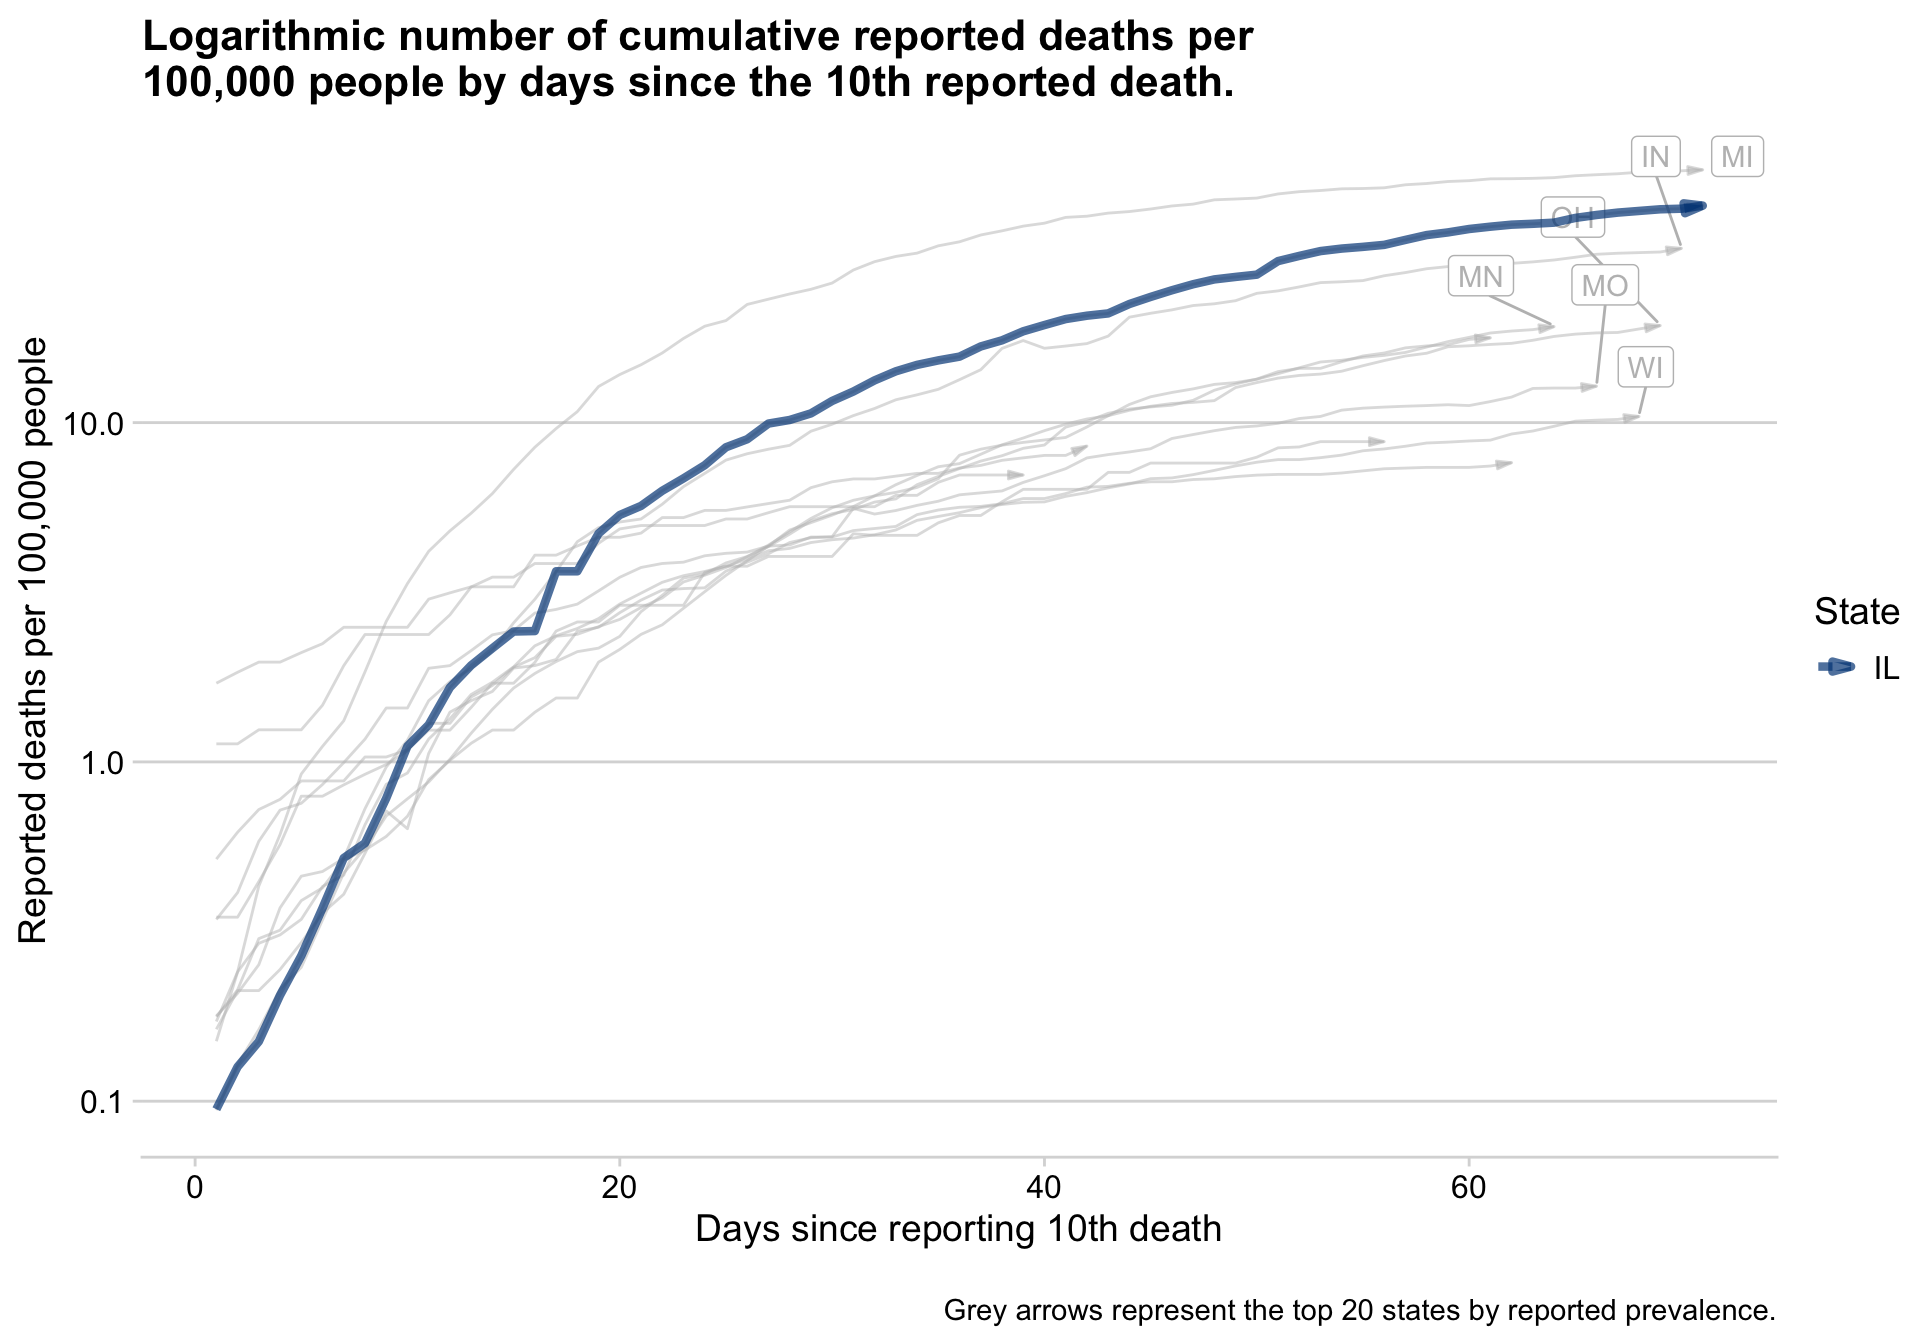 Logarithmic number of cumulative reported deaths per
100,000 people by days since the 10th reported death.
IN
MI
OH
MN
MO
WI
Reported deaths per 100,000 people
10.0
1.0
0.1
State
IL
0
20
40
60
Days since reporting 10th death
Grey arrows represent the top 20 states by reported prevalence.